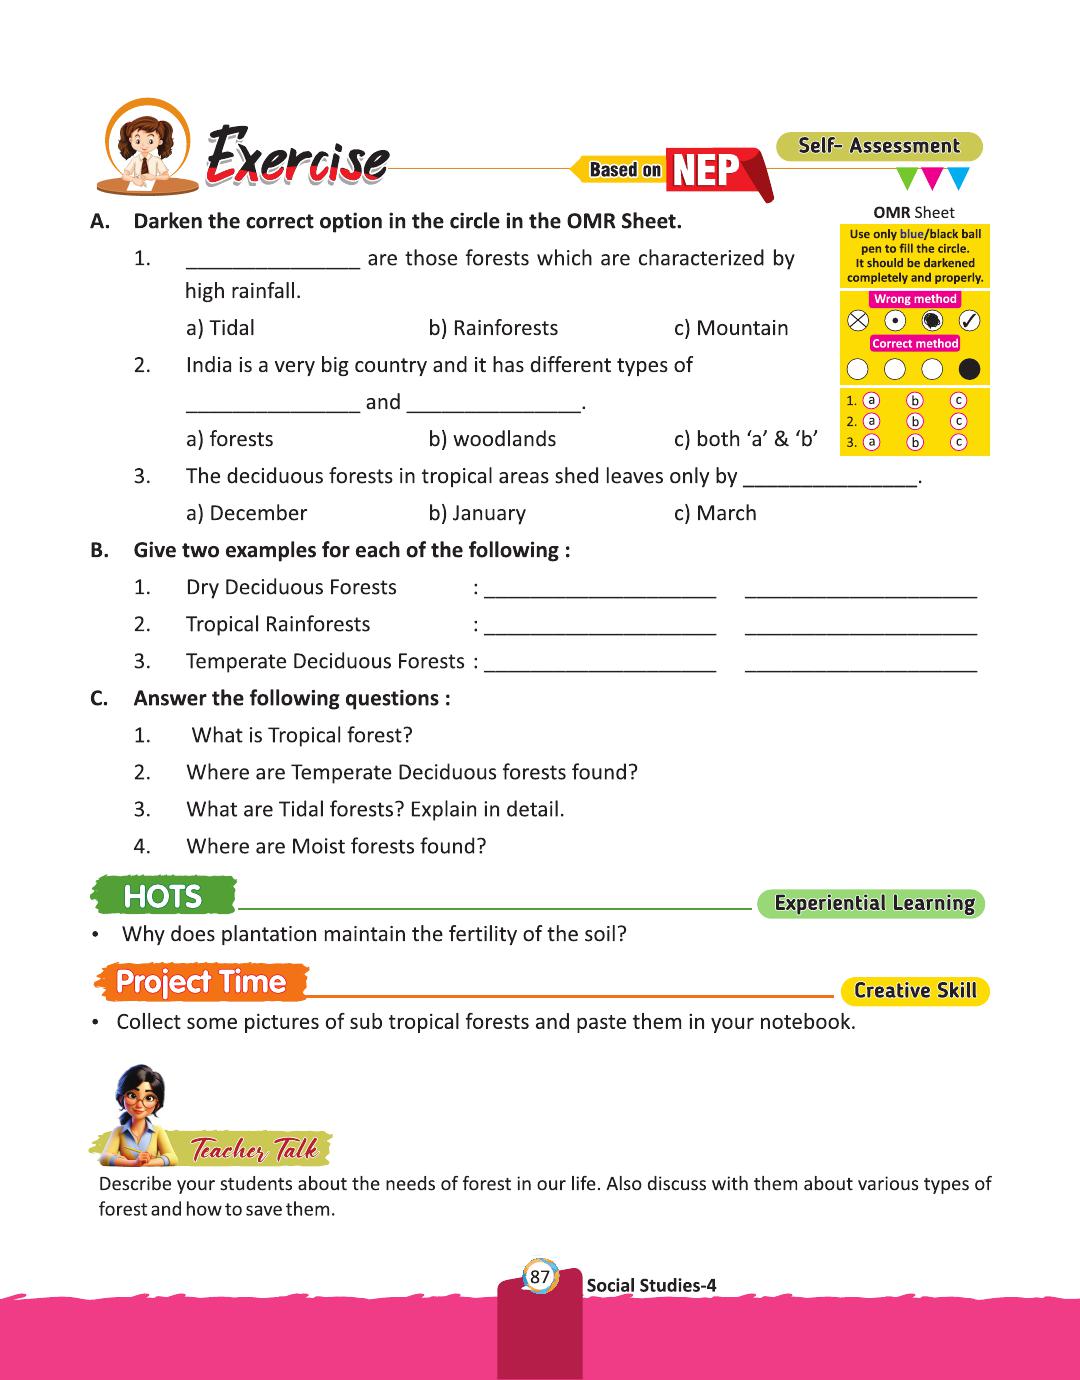 Exercise
Based on NEP
Self- Assessment
A. Darken the correct option in the circle in the OMR Sheet.
1. _______________ are those forests which are characterized by
high rainfall.
a) Tidal b) Rainforests c) Mountain
2. India is a very big country and it has different types of
_______________ and _______________.
a) forests b) woodlands c) both ‘a’ & ‘b’
3. The deciduous forests in tropical areas shed leaves only by _______________.
a) December b) January c) March
OMR Sheet
Use only blue/black ball
pen to fill the circle.
It should be darkened
completely and properly.
Wrong method
Correct method
1. a b c
2. a b c
3. a b c
B. Give two examples for each of the following :
1. Dry Deciduous Forests : ____________________ ____________________
2. Tropical Rainforests : ____________________ ____________________
3. Temperate Deciduous Forests : ____________________ ____________________
C. Answer the following questions :
1. What is Tropical forest?
2. Where are Temperate Deciduous forests found?
3. What are Tidal forests? Explain in detail.
4. Where are Moist forests found?
HOTS
Experiential Learning
• Why does plantation maintain the fertility of the soil?
Project Time
Creative Skill
• Collect some pictures of sub tropical forests and paste them in your notebook.
Teacher Talk
Describe your students about the needs of forest in our life. Also discuss with them about various types of
forest and how to save them.
87
Social Studies-4